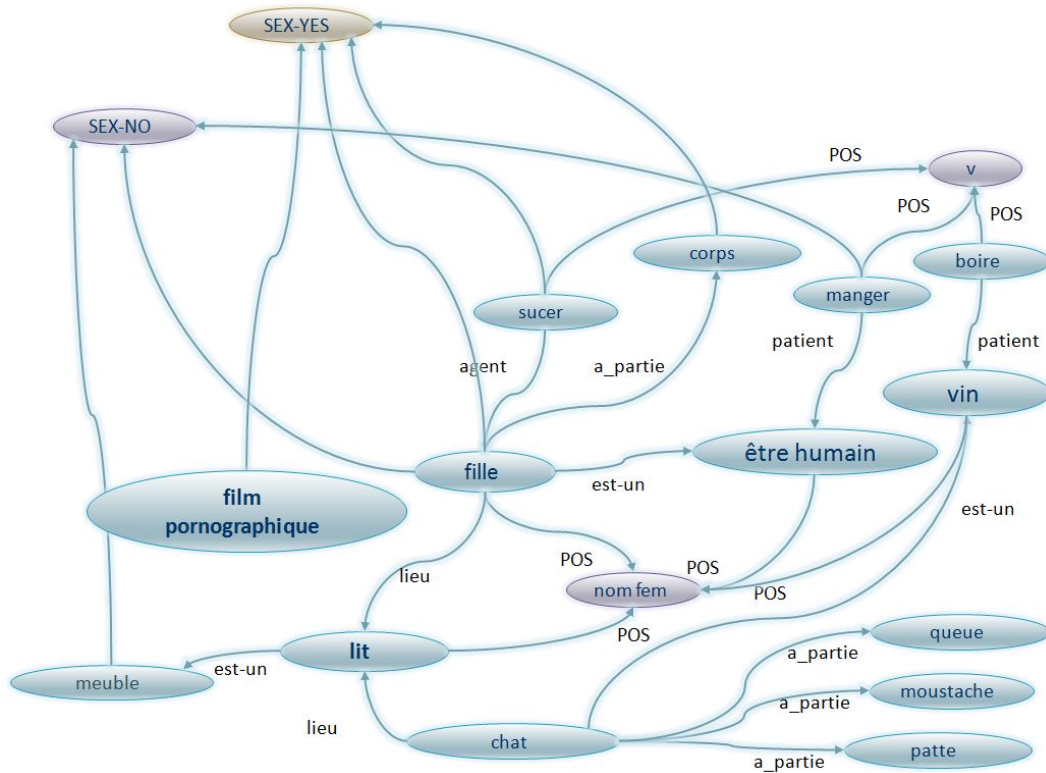 SEX-YES
SEX-NO
POS
v
POS
POS
corps
boire
manger
sucer
patient
patient
agent
a_partie
vin
être humain
fille
est-un
film
pornographique
est-un
POS
POS
lieu
nom fem
POS
POS
queue
lit
a_partie
est-un
meuble
moustache
a_partie
lieu
chat
patte
a_partie